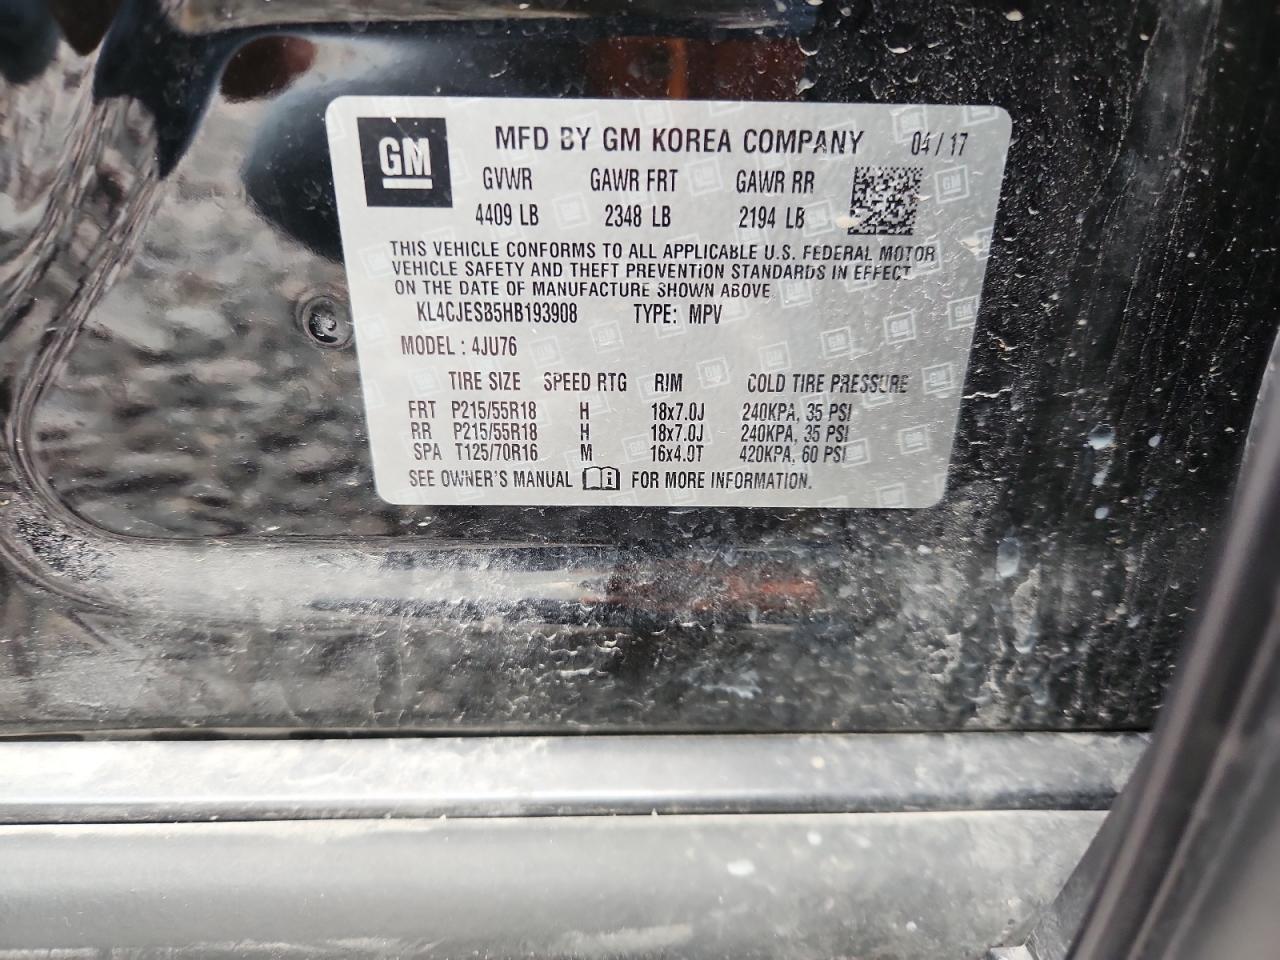 GM MFD BY GM KOREA COMPANY 04/17
GVWR GAWR FRT GAWR RR
4409 LB 2348 LB 2194 LB
THIS VEHICLE CONFORMS TO ALL APPLICABLE U.S. FEDERAL MOTOR
VEHICLE SAFETY AND THEFT PREVENTION STANDARDS IN EFFECT
ON THE DATE OF MANUFACTURE SHOWN ABOVE
KL4CJESB5HB193908 TYPE: MPV
MODEL: 4JU76
TIRE SIZE SPEED RTG RIM COLD TIRE PRESSURE
FRT P215/55R18 H 18x7.0J 240KPA, 35 PSI
RR P215/55R18 H 18x7.0J 240KPA, 35 PSI
SPA T125/70R16 M 16x4.0T 420KPA, 60 PSI
SEE OWNER'S MANUAL FOR MORE INFORMATION.